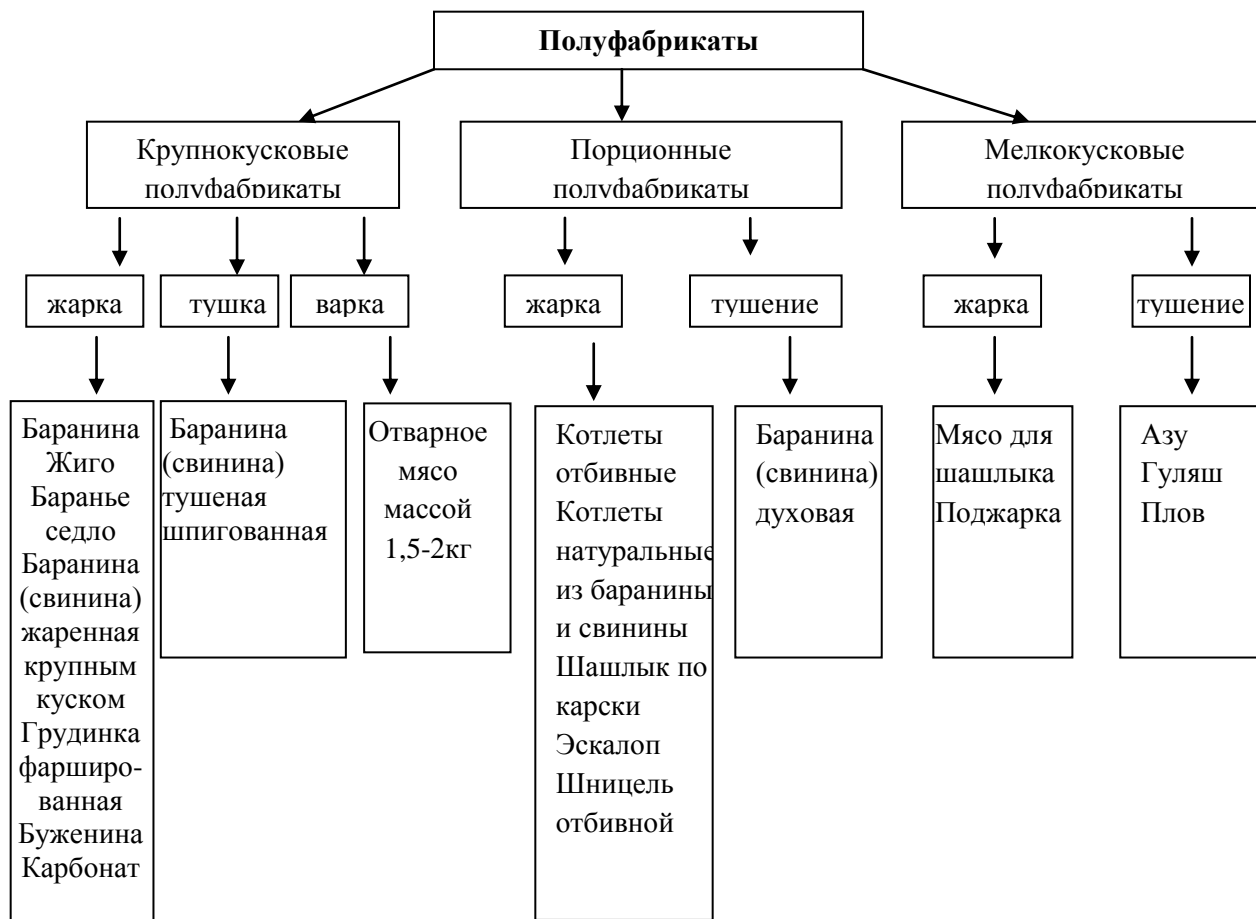 Полуфабрикаты
Крупнокусковые
полуфабрикаты
Порционные
полуфабрикаты
Мелкокусковые
полуфабрикаты
жарка
тушка
варка
жарка
тушение
жарка
тушение
Баранина
Жиго
Баранье
седло
Баранина
(свинина)
жаренная
крупным
куском
Грудинка
фарширо-
ванная
Буженина
Карбонат
Баранина
(свинина)
тушеная
шпигованная
Отварное
мясо
массой
1,5-2кг
Котлеты
отбивные
Котлеты
натуральные
из баранины
и свинины
Шашлык по
карски
Эскалоп
Шницель
отбивной
Баранина
(свинина)
духовая
Мясо для
шашлыка
Поджарка
Азу
Гуляш
Плов